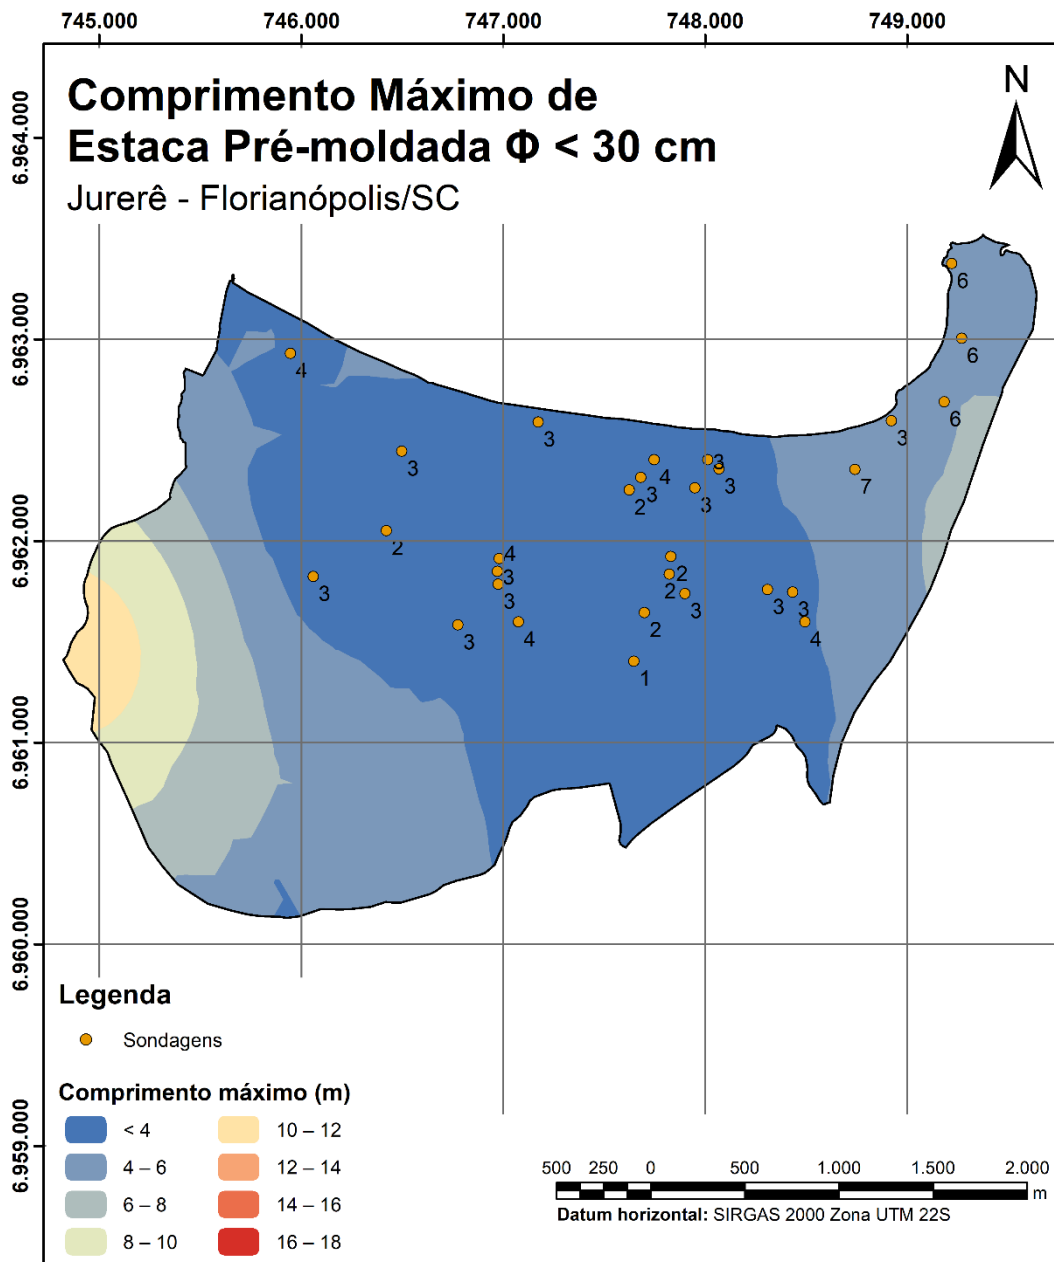 745.000 746.000 747.000 748.000 749.000
Comprimento Máximo de
Estaca Pré-moldada Φ < 30 cm
Jurerê - Florianópolis/SC
N
6.964.000
6.963.000
6.962.000
6.961.000
6.960.000
6.959.000
6
6
4
6
3
3
3
4
3
7
3
3
3
2
2
4
3
3
2
2
3
3
3
3
3
4
2
4
1
Legenda
Sondagens
Comprimento máximo (m)
< 4
4 – 6
6 – 8
8 – 10
10 – 12
12 – 14
14 – 16
16 – 18
500 250 0 500 1.000 1.500 2.000
m
Datum horizontal: SIRGAS 2000 Zona UTM 22S